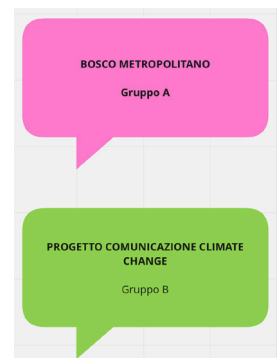 BOSCO METROPOLITANO
Gruppo A
PROGETTO COMUNICAZIONE CLIMATE
CHANGE
Gruppo B